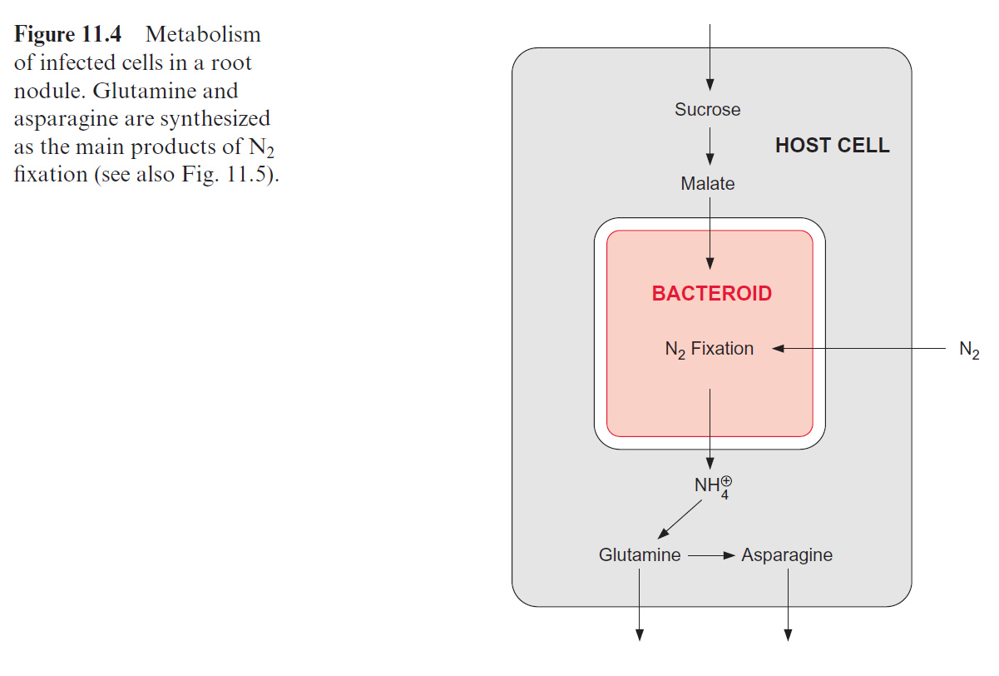 Figure 11.4 Metabolism
of infected cells in a root
nodule. Glutamine and
asparagine are synthesized
as the main products of N₂
fixation (see also Fig. 11.5).
Sucrose
HOST CELL
Malate
BACTEROID
N₂ Fixation
N₂
NH₄⊕
Glutamine
Asparagine